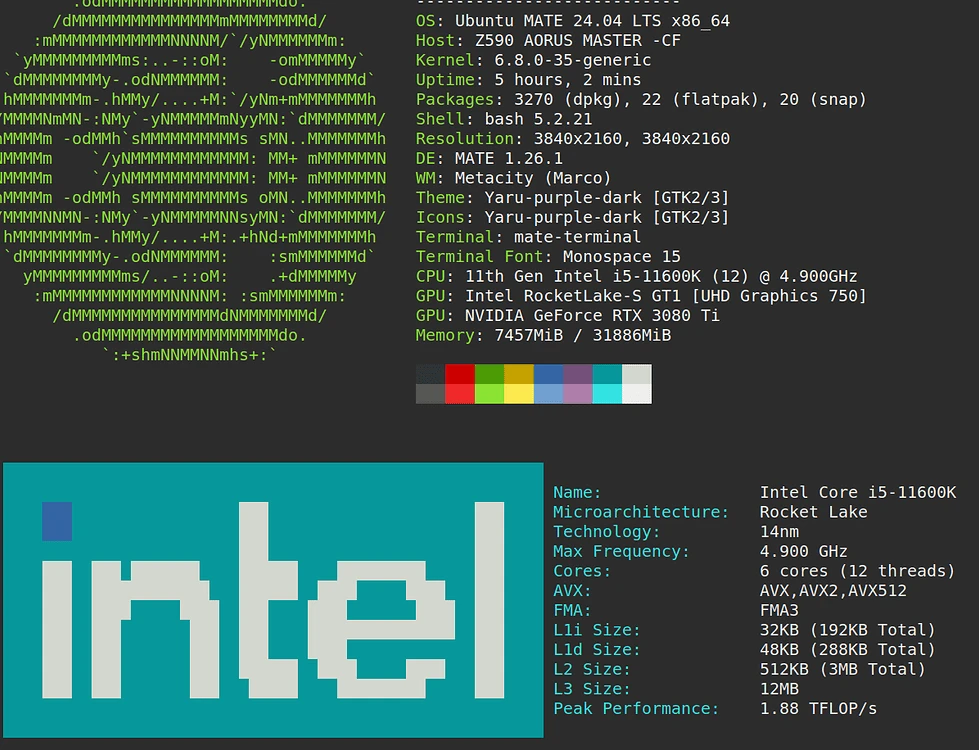 OS: Ubuntu MATE 24.04 LTS x86_64
Host: Z590 AORUS MASTER -CF
Kernel: 6.8.0-35-generic
Uptime: 5 hours, 2 mins
Packages: 3270 (dpkg), 22 (flatpak), 20 (snap)
Shell: bash 5.2.21
Resolution: 3840x2160, 3840x2160
DE: MATE 1.26.1
WM: Metacity (Marco)
Theme: Yaru-purple-dark [GTK2/3]
Icons: Yaru-purple-dark [GTK2/3]
Terminal: mate-terminal
Terminal Font: Monospace 15
CPU: 11th Gen Intel i5-11600K (12) @ 4.900GHz
GPU: Intel RocketLake-S GT1 [UHD Graphics 750]
GPU: NVIDIA GeForce RTX 3080 Ti
Memory: 7457MiB / 31886MiB
intel
Name: Intel Core i5-11600K
Microarchitecture: Rocket Lake
Technology: 14nm
Max Frequency: 4.900 GHz
Cores: 6 cores (12 threads)
AVX: AVX,AVX2,AVX512
FMA: FMA3
L1i Size: 32KB (192KB Total)
L1d Size: 48KB (288KB Total)
L2 Size: 512KB (3MB Total)
L3 Size: 12MB
Peak Performance: 1.88 TFLOP/s